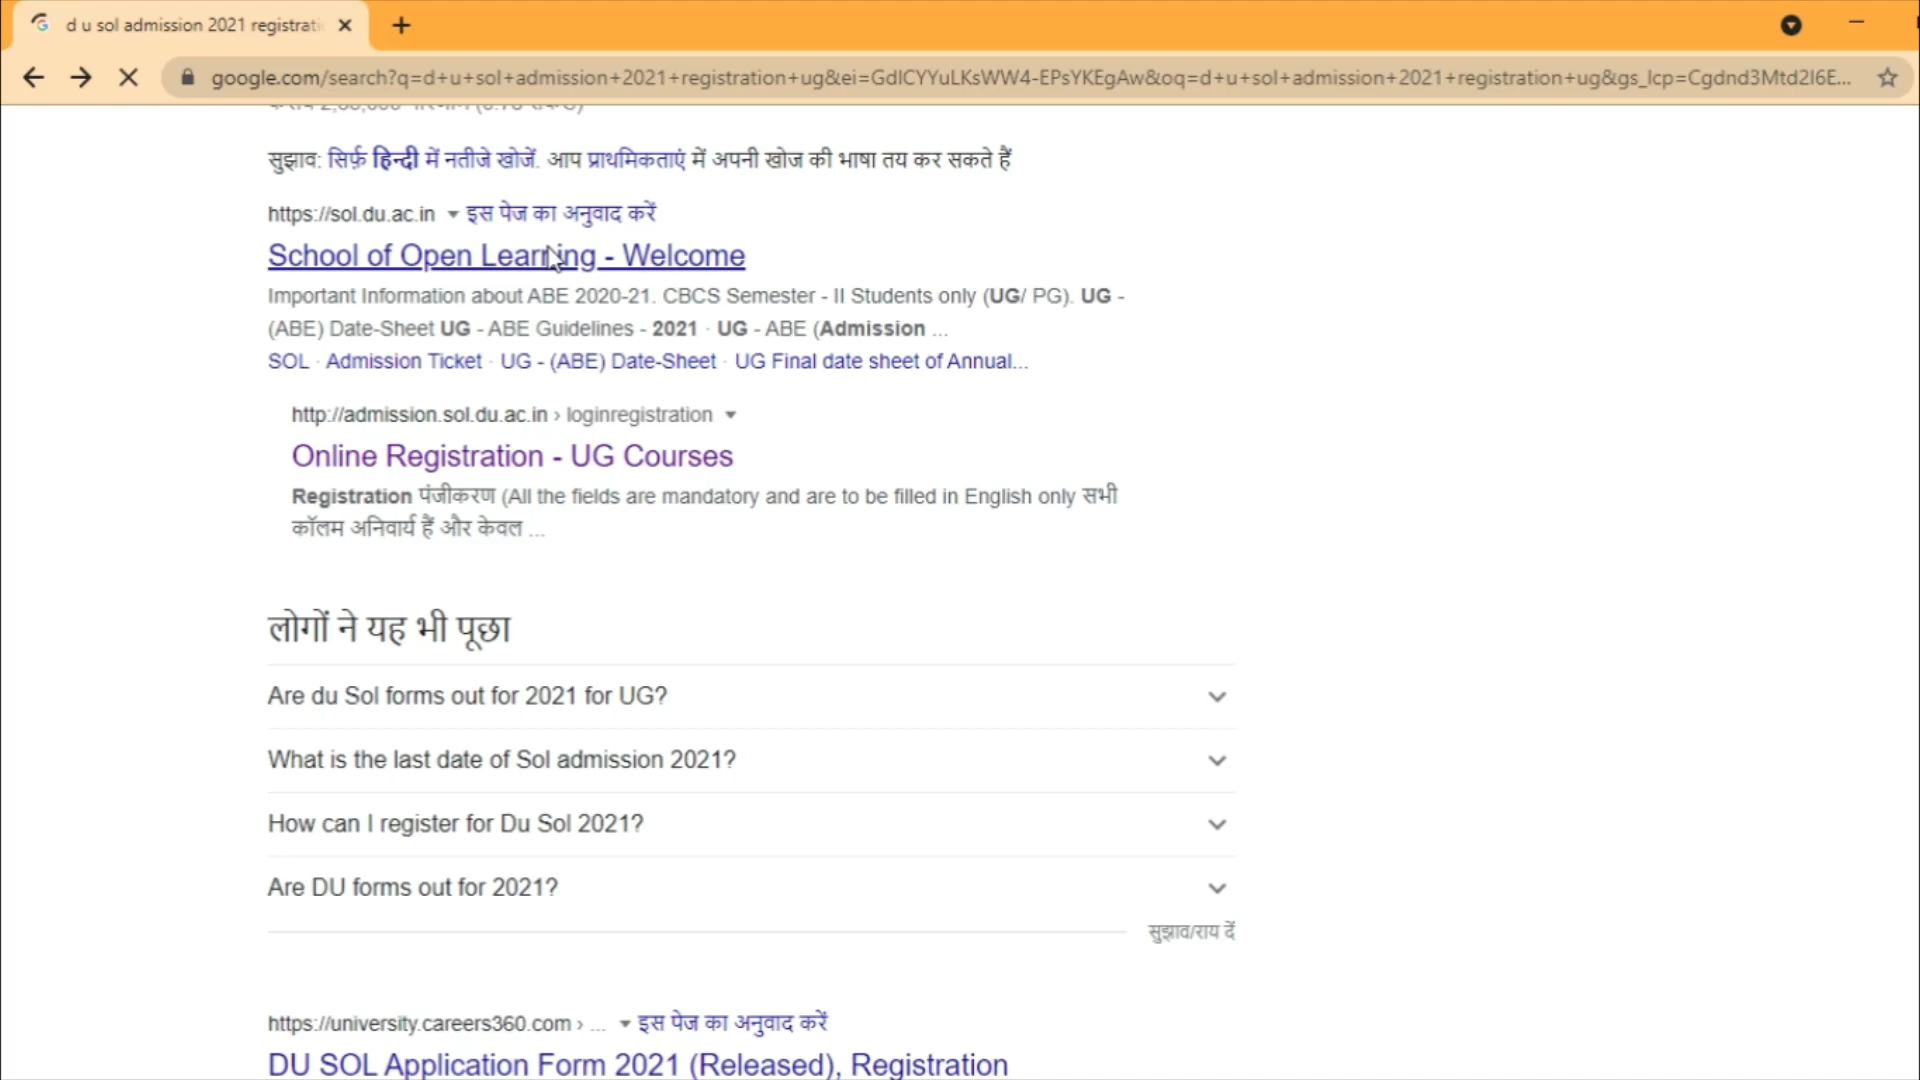 d u sol admission 2021 registrati
google.com/search?q=d+u+sol+admission+2021+registration+ug&ei=GdICYYuLKsWW4-EPsYKEgAw&oq=d+u+sol+admission+2021+registration+ug&gs_lcp=Cgdnd3Mtd2l6E...
सुझाव: सिर्फ़ हिन्दी में नतीजे खोजें. आप प्राथमिकताएं में अपनी खोज की भाषा तय कर सकते हैं
https://sol.du.ac.in इस पेज का अनुवाद करें
School of Open Learning - Welcome
Important Information about ABE 2020-21. CBCS Semester - II Students only (UG/ PG). UG -
(ABE) Date-Sheet UG - ABE Guidelines - 2021 · UG - ABE (Admission ...
SOL · Admission Ticket · UG - (ABE) Date-Sheet · UG Final date sheet of Annual...
http://admission.sol.du.ac.in › loginregistration
Online Registration - UG Courses
Registration पंजीकरण (All the fields are mandatory and are to be filled in English only सभी
कॉलम अनिवार्य हैं और केवल ...
लोगों ने यह भी पूछा
Are du Sol forms out for 2021 for UG?
What is the last date of Sol admission 2021?
How can I register for Du Sol 2021?
Are DU forms out for 2021?
सुझाव/राय दें
https://university.careers360.com › ... इस पेज का अनुवाद करें
DU SOL Application Form 2021 (Released), Registration